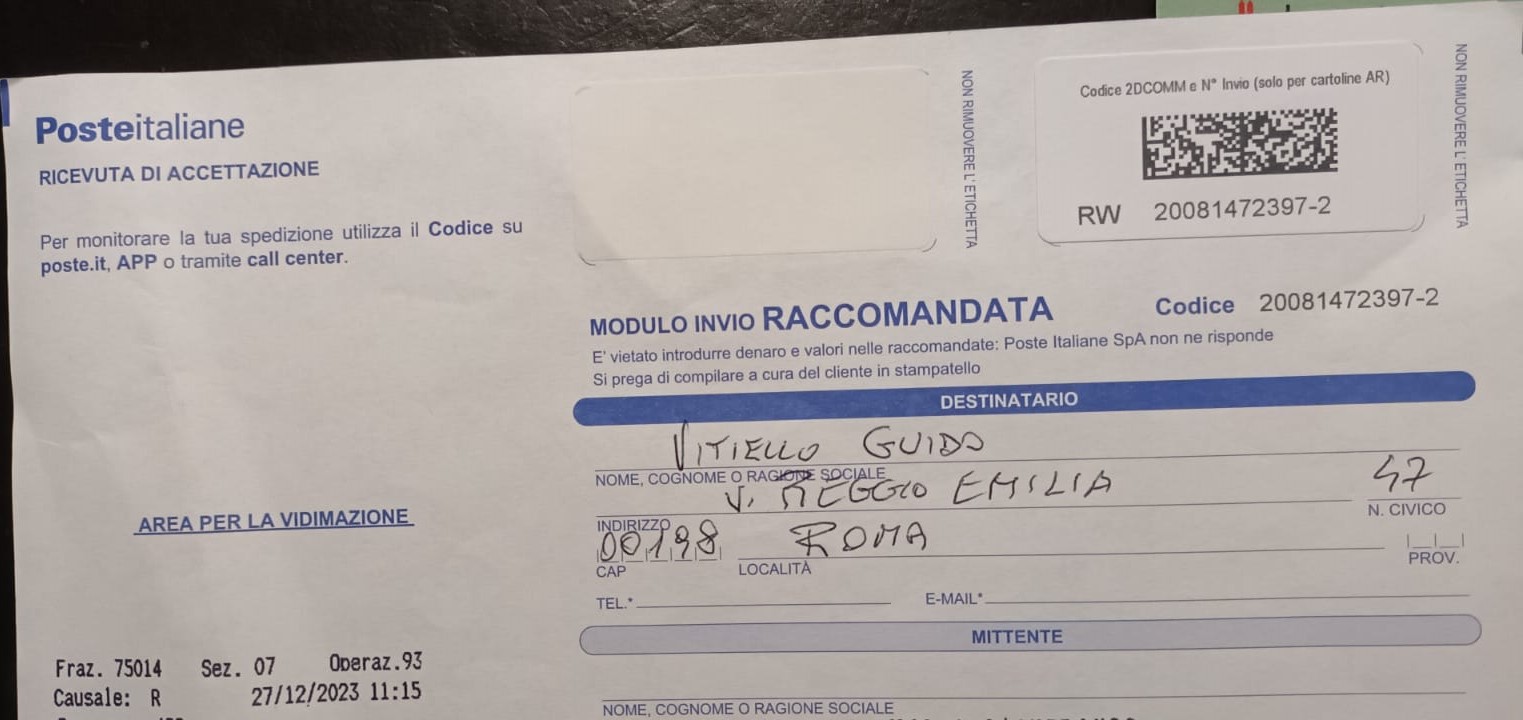 Posteitaliane
RICEVUTA DI ACCETTAZIONE
Per monitorare la tua spedizione utilizza il Codice su
poste.it, APP o tramite call center.
AREA PER LA VIDIMAZIONE
Fraz. 75014 Sez. 07 Operaz.93
Causale: R 27/12/2023 11:15
NON RIMUOVERE L'ETICHETTA
Codice 2DCOMM e N° Invio (solo per cartoline AR)
RW 20081472397-2
NON RIMUOVERE L'ETICHETTA
MODULO INVIO RACCOMANDATA Codice 20081472397-2
E' vietato introdurre denaro e valori nelle raccomandate: Poste Italiane SpA non ne risponde
Si prega di compilare a cura del cliente in stampatello
DESTINATARIO
VITIELLO GUIDO
NOME, COGNOME O RAGIONE SOCIALE
V. REGGIO EMILIA 47
INDIRIZZO N. CIVICO
00198 ROMA
CAP LOCALITÀ PROV.
TEL.* E-MAIL*
MITTENTE
NOME, COGNOME O RAGIONE SOCIALE